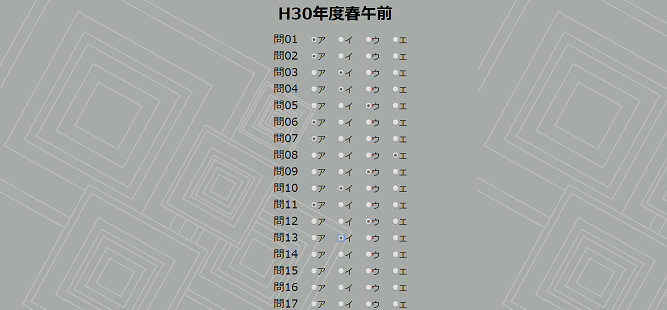 H30年度春午前
問01 ア イ ウ エ
問02 ア イ ウ エ
問03 ア イ ウ エ
問04 ア イ ウ エ
問05 ア イ ウ エ
問06 ア イ ウ エ
問07 ア イ ウ エ
問08 ア イ ウ エ
問09 ア イ ウ エ
問10 ア イ ウ エ
問11 ア イ ウ エ
問12 ア イ ウ エ
問13 ア イ ウ エ
問14 ア イ ウ エ
問15 ア イ ウ エ
問16 ア イ ウ エ
問17 ア イ ウ エ